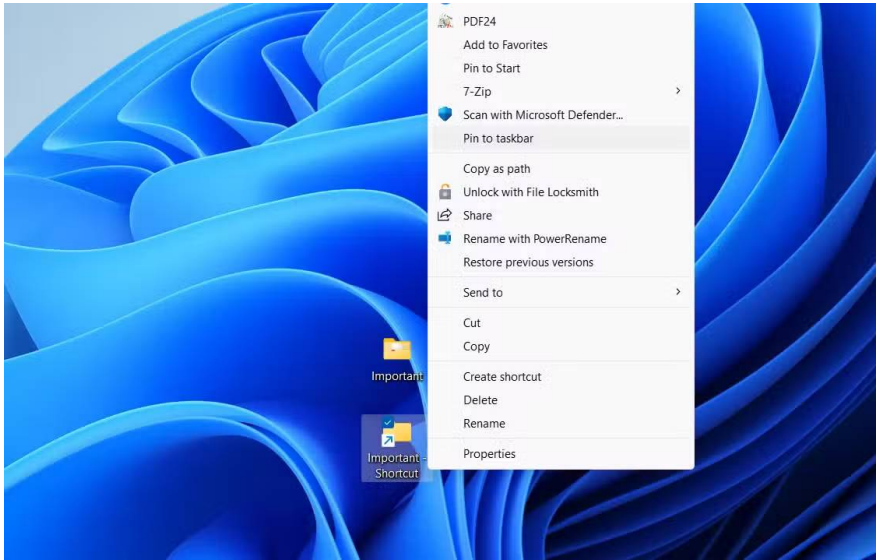 PDF24
Add to Favorites
Pin to Start
7-Zip
Scan with Microsoft Defender...
Pin to taskbar
Copy as path
Unlock with File Locksmith
Share
Rename with PowerRename
Restore previous versions
Send to
Cut
Copy
Create shortcut
Delete
Rename
Properties
Important
Important -
Shortcut